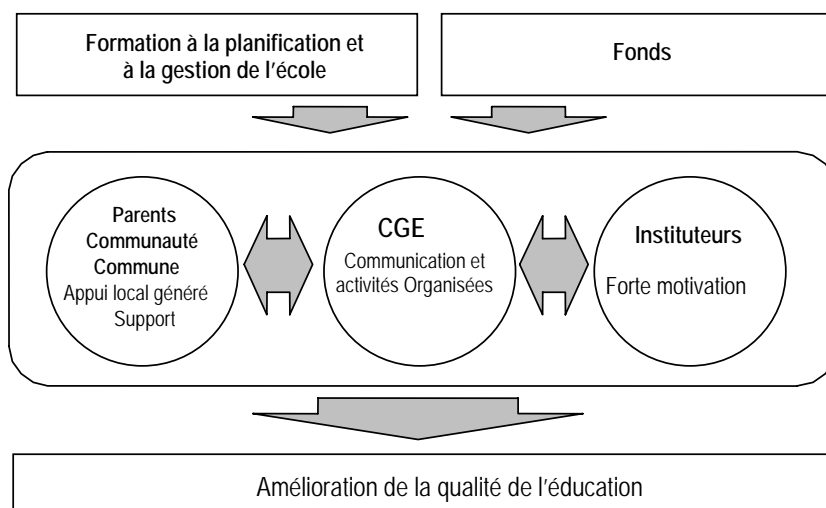 Formation à la planification et
à la gestion de l'école
Fonds
Parents
Communauté
Commune
Appui local généré
Support
CGE
Communication et
activités Organisées
Instituteurs
Forte motivation
Amélioration de la qualité de l'éducation